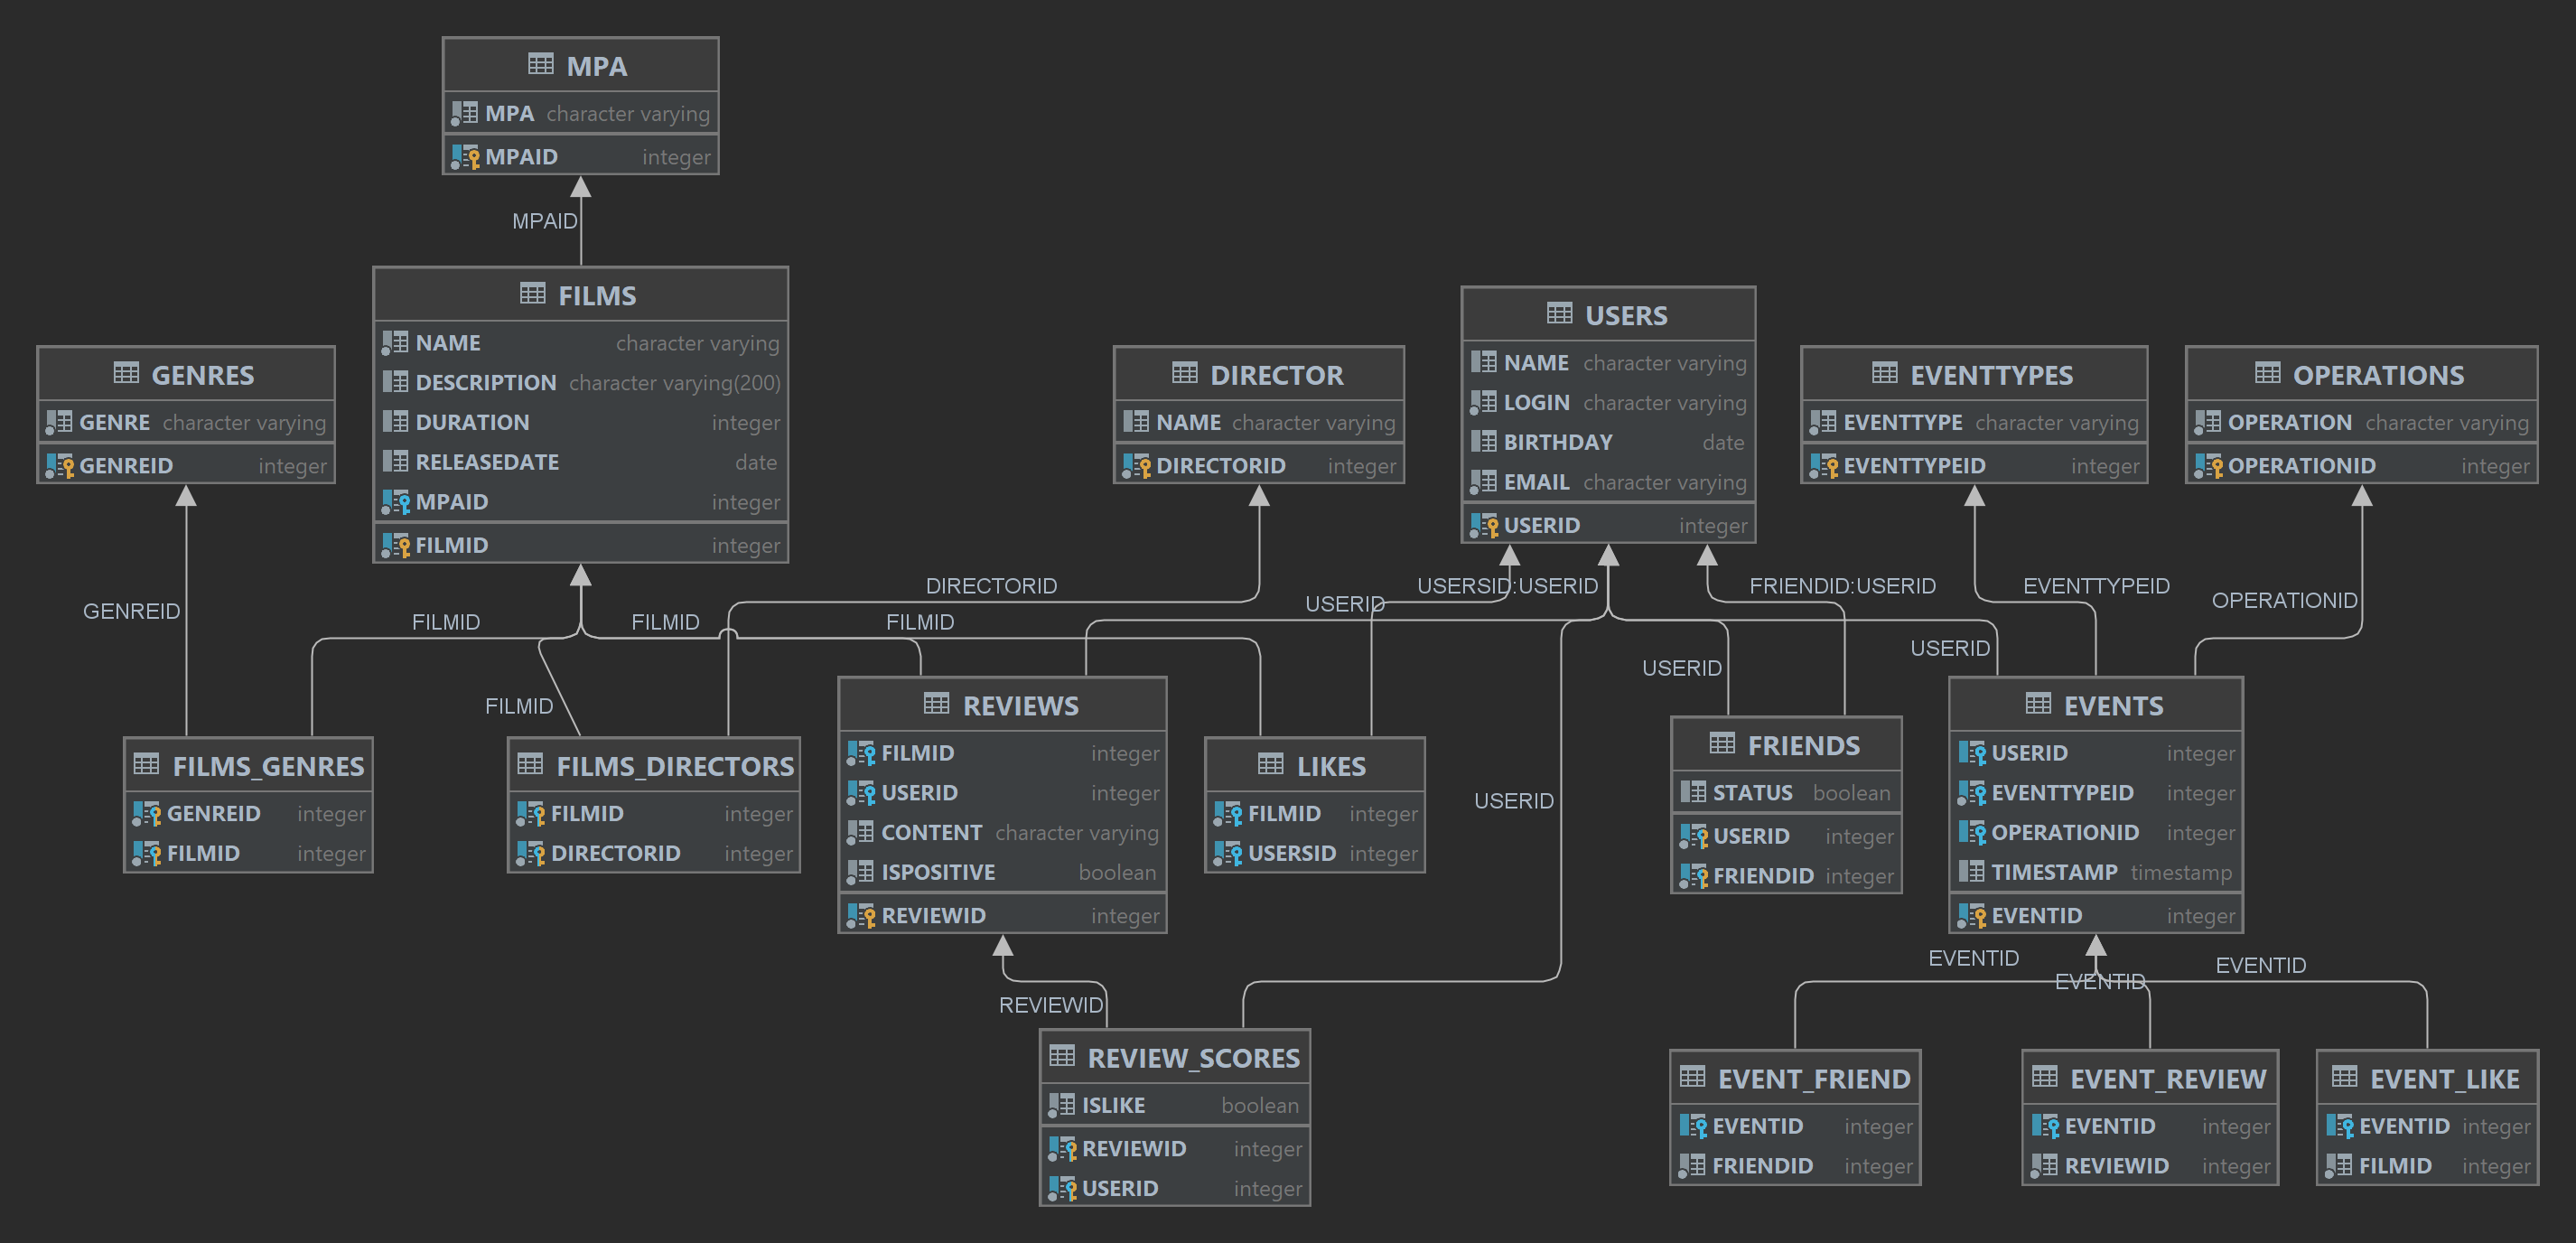 MPA
MPA character varying
MPAID integer
MPAID
FILMS
NAME character varying
DESCRIPTION character varying(200)
DURATION integer
RELEASEDATE date
MPAID integer
FILMID integer
GENRES
GENRE character varying
GENREID integer
DIRECTOR
NAME character varying
DIRECTORID integer
USERS
NAME character varying
LOGIN character varying
BIRTHDAY date
EMAIL character varying
USERID integer
EVENTTYPES
EVENTTYPE character varying
EVENTTYPEID integer
OPERATIONS
OPERATION character varying
OPERATIONID integer
GENREID
FILMID
FILMID
FILMID
FILMID
DIRECTORID
USERID
USERSID:USERID
FRIENDID:USERID
EVENTTYPEID
OPERATIONID
USERID
USERID
USERID
FILMS_GENRES
GENREID integer
FILMID integer
FILMS_DIRECTORS
FILMID integer
DIRECTORID integer
REVIEWS
FILMID integer
USERID integer
CONTENT character varying
ISPOSITIVE boolean
REVIEWID integer
LIKES
FILMID integer
USERSID integer
FRIENDS
STATUS boolean
USERID integer
FRIENDID integer
EVENTS
USERID integer
EVENTTYPEID integer
OPERATIONID integer
TIMESTAMP timestamp
EVENTID integer
REVIEWID
EVENTID
EVENTID
EVENTID
REVIEW_SCORES
ISLIKE boolean
REVIEWID integer
USERID integer
EVENT_FRIEND
EVENTID integer
FRIENDID integer
EVENT_REVIEW
EVENTID integer
REVIEWID integer
EVENT_LIKE
EVENTID integer
FILMID integer